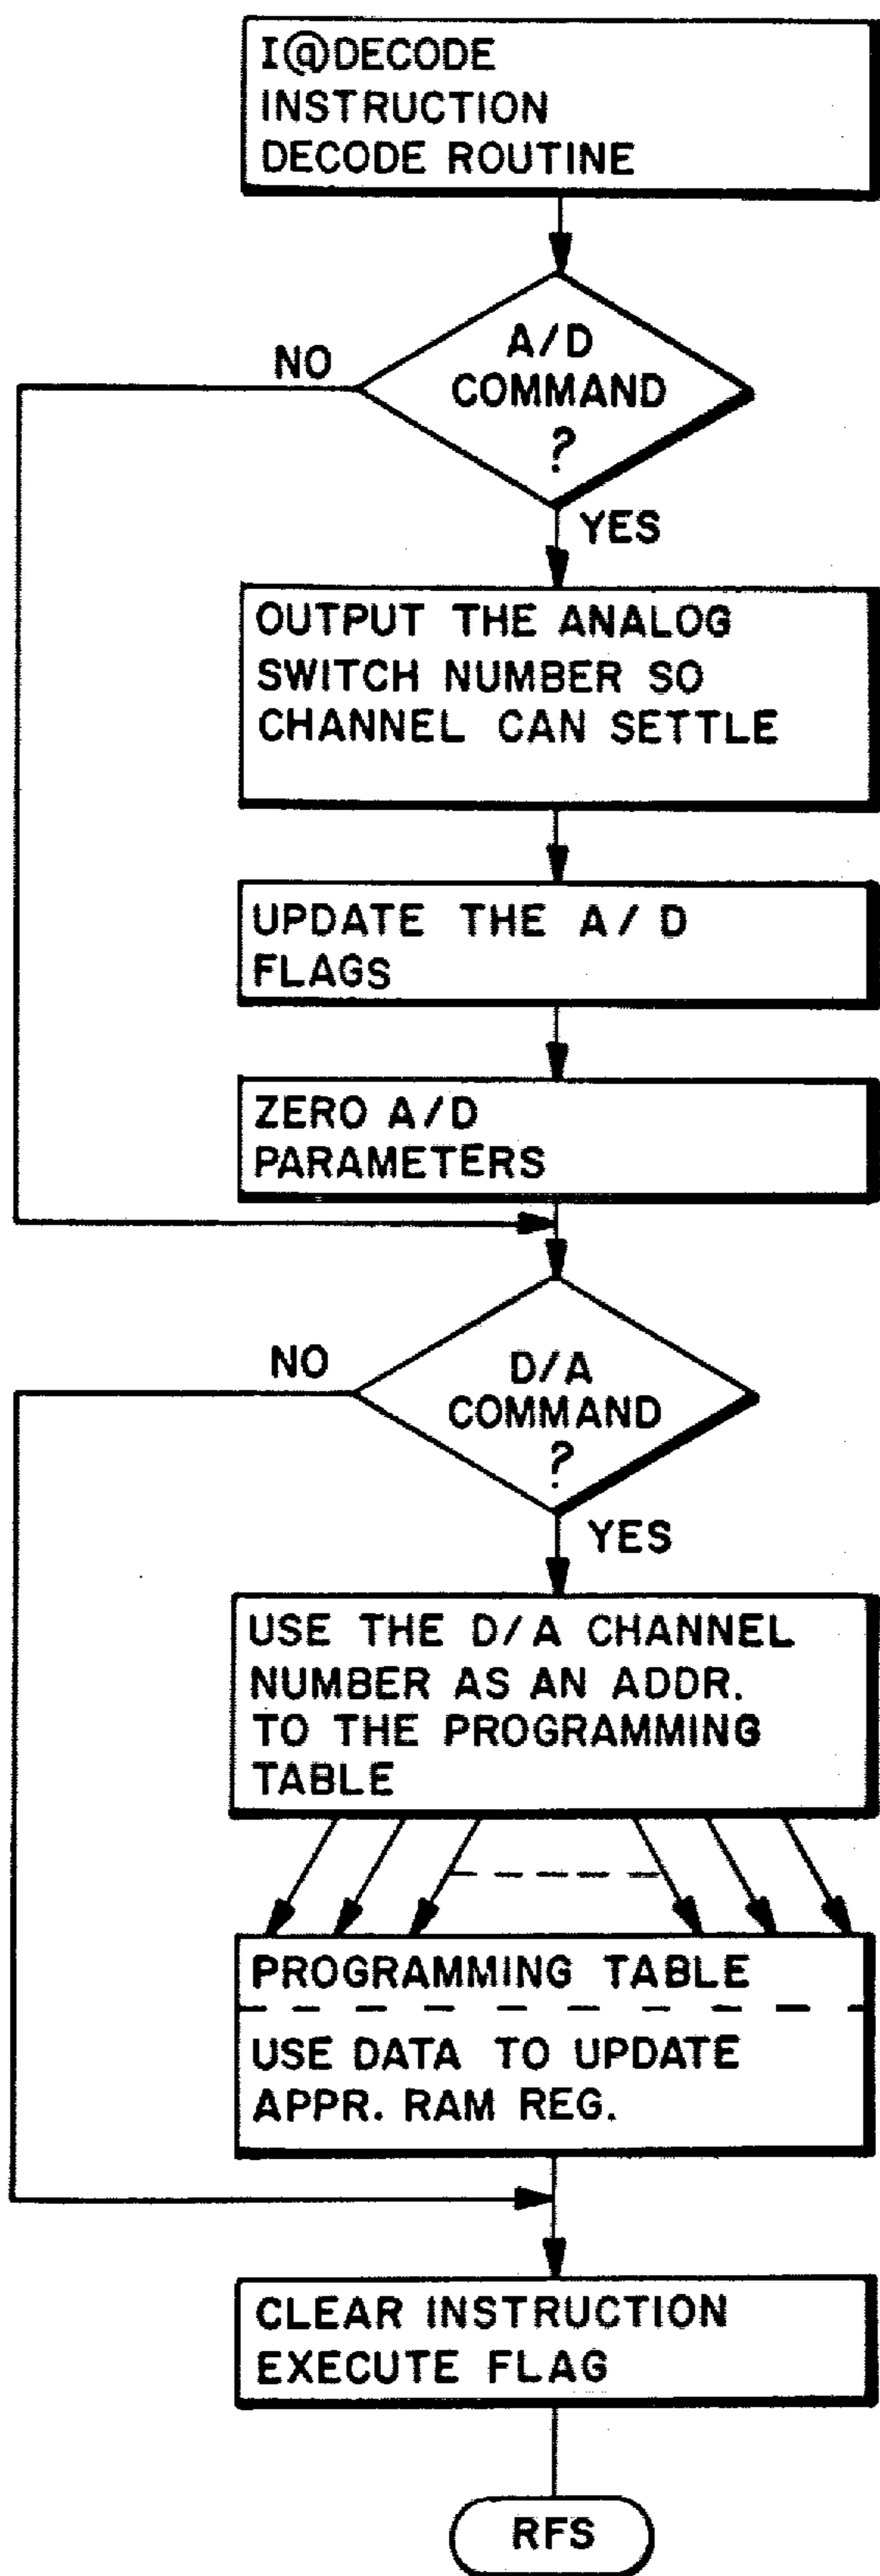 I@DECODE
INSTRUCTION
DECODE ROUTINE
A/D
COMMAND
?
NO
YES
OUTPUT THE ANALOG
SWITCH NUMBER SO
CHANNEL CAN SETTLE
UPDATE THE A/D
FLAGS
ZERO A/D
PARAMETERS
D/A
COMMAND
?
NO
YES
USE THE D/A CHANNEL
NUMBER AS AN ADDR.
TO THE PROGRAMMING
TABLE
PROGRAMMING TABLE
USE DATA TO UPDATE
APPR. RAM REG.
CLEAR INSTRUCTION
EXECUTE FLAG
RFS